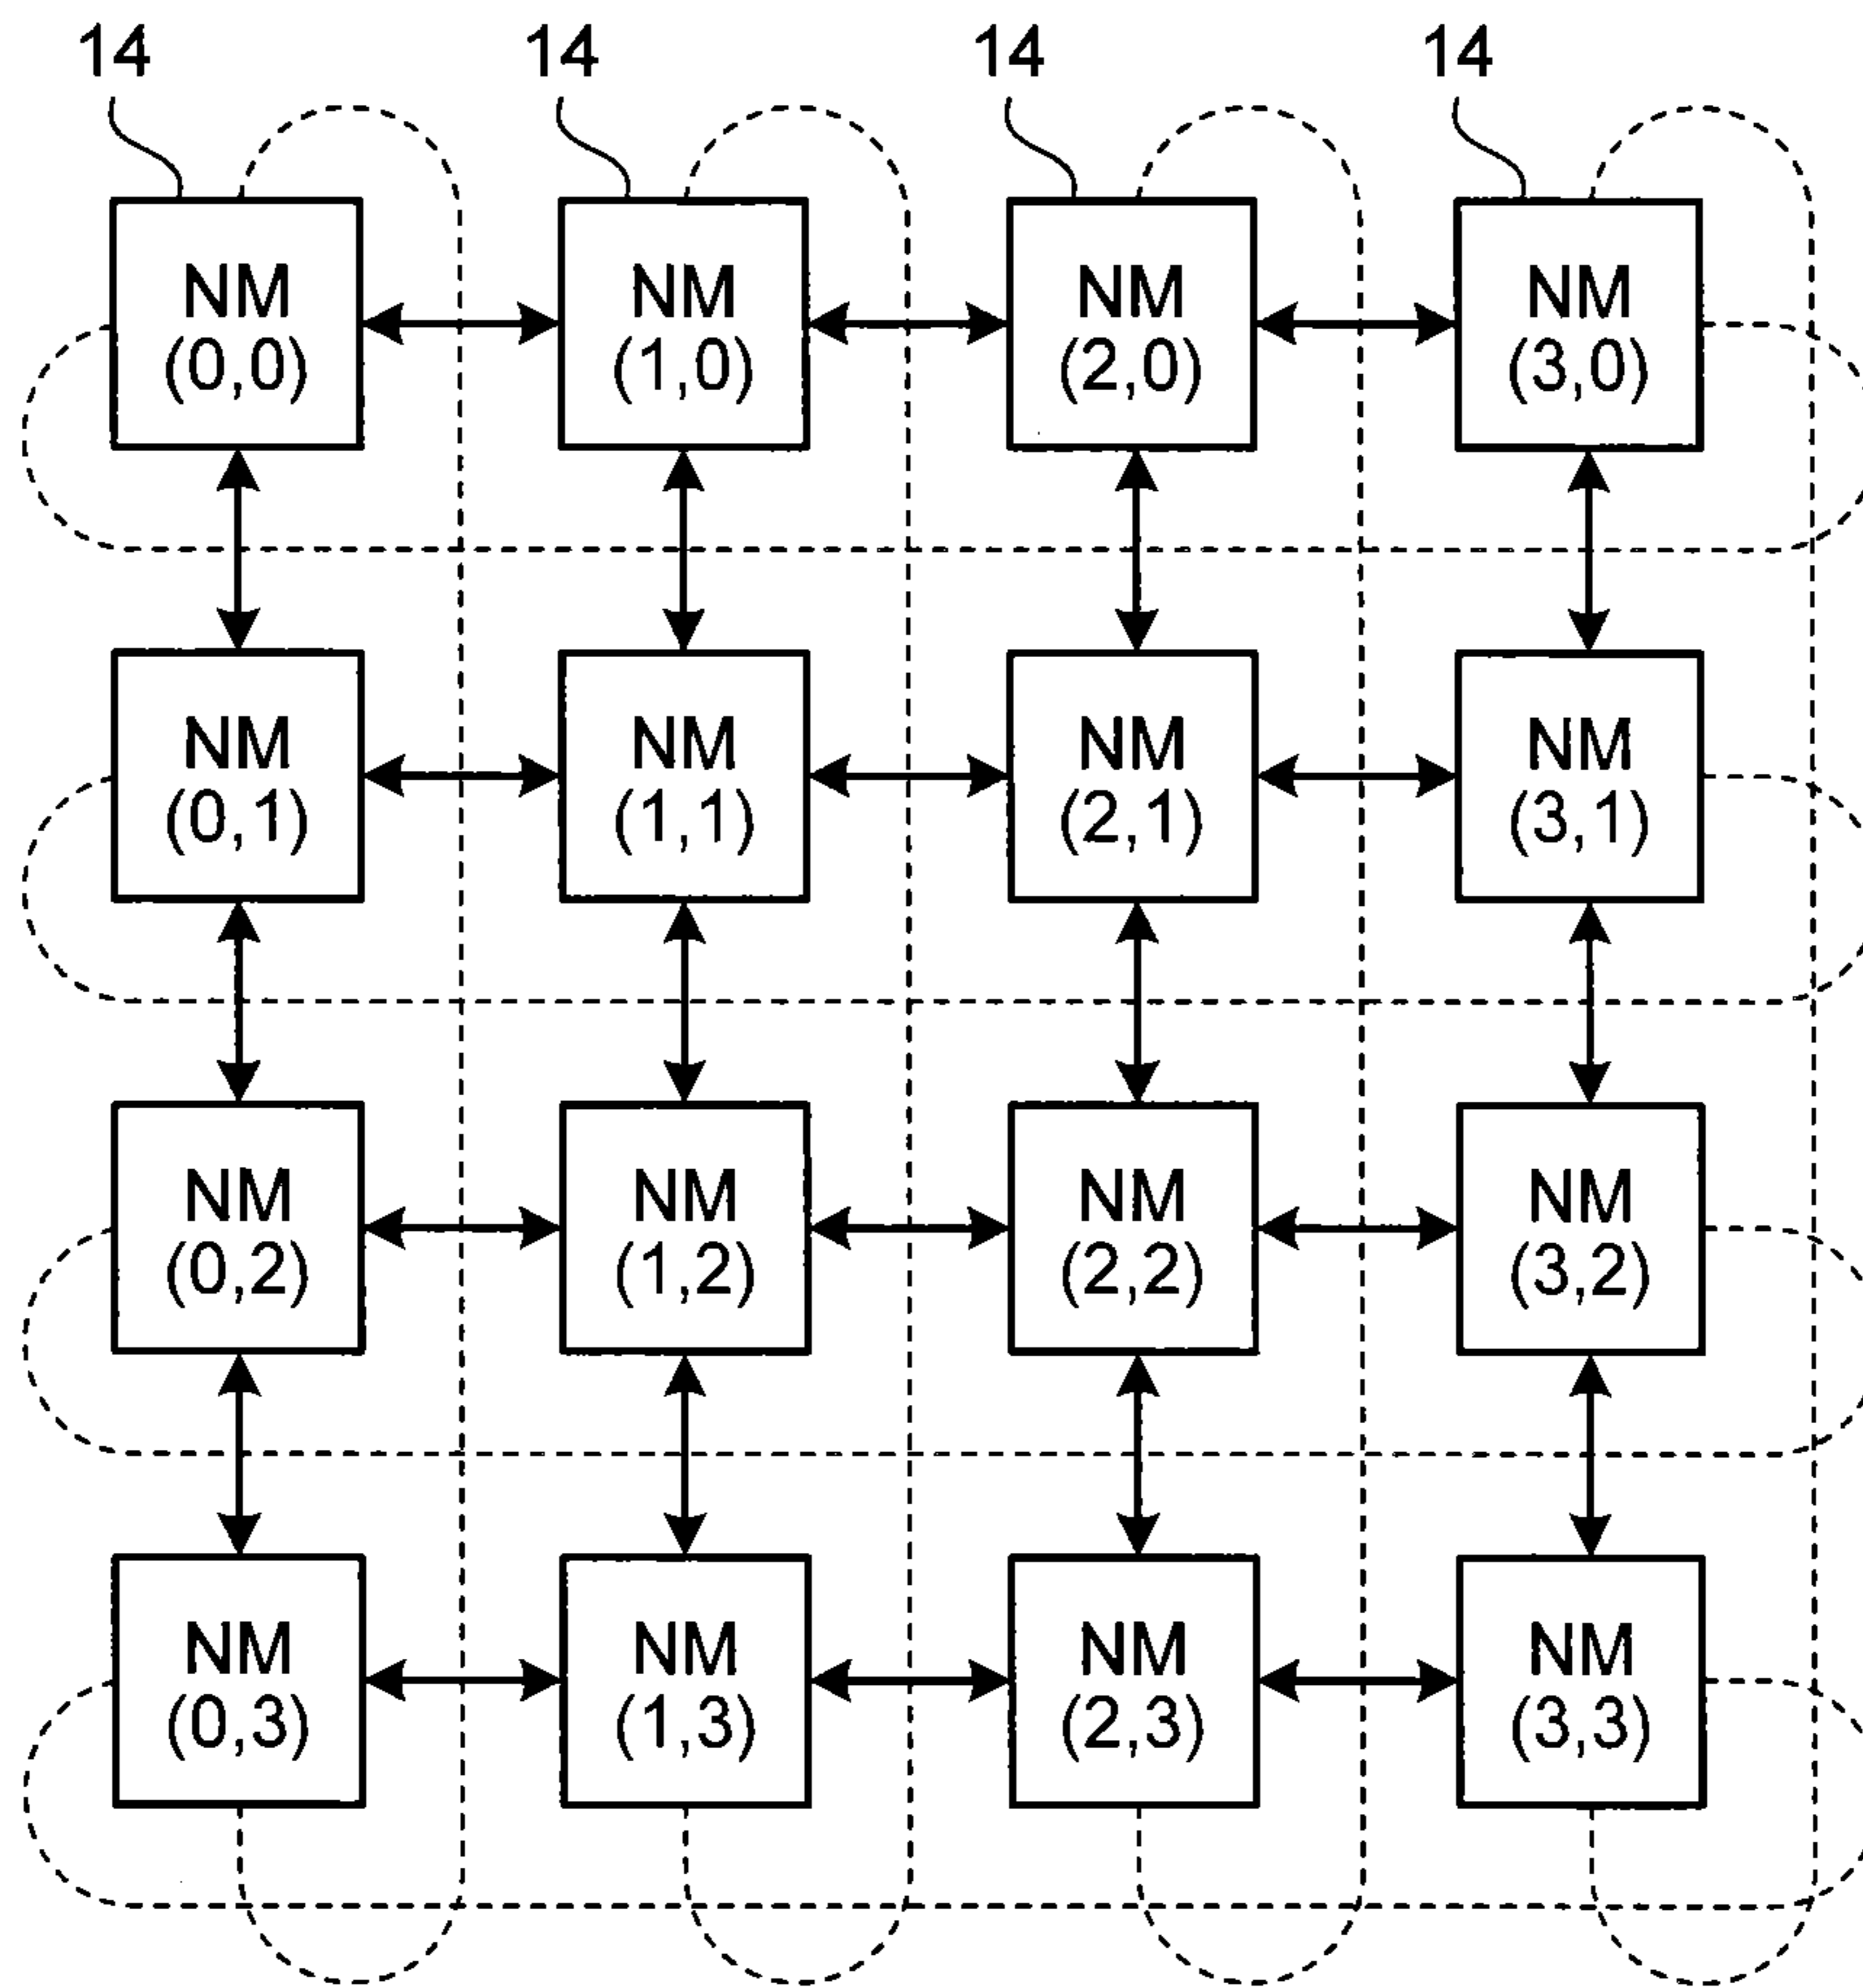 14 14 14 14
NM NM NM NM
(0,0) (1,0) (2,0) (3,0)
NM NM NM NM
(0,1) (1,1) (2,1) (3,1)
NM NM NM NM
(0,2) (1,2) (2,2) (3,2)
NM NM NM NM
(0,3) (1,3) (2,3) (3,3)